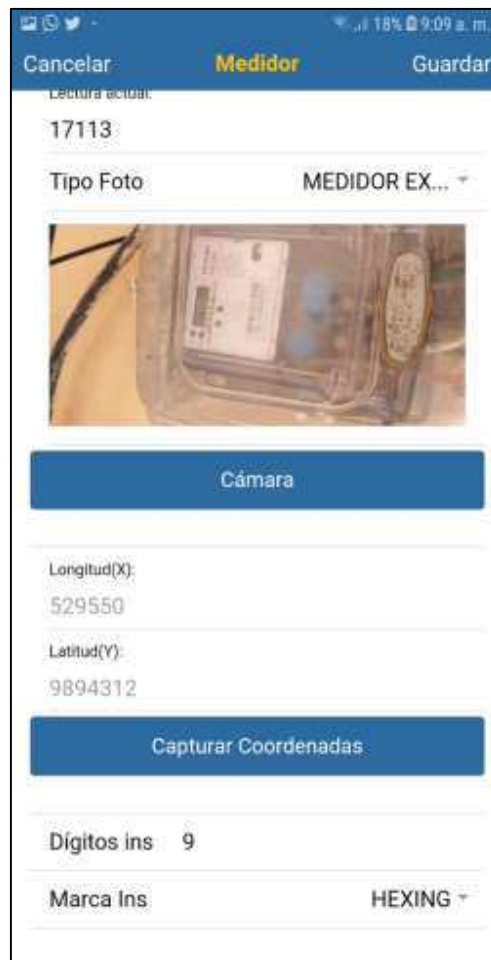 18% 9:09 a. m.
Cancelar Medidor Guardar
Lectura actual:
17113
Tipo Foto MEDIDOR EX...
Cámara
Longitud(X):
529550
Latitud(Y):
9894312
Capturar Coordenadas
Dígitos ins 9
Marca Ins HEXING